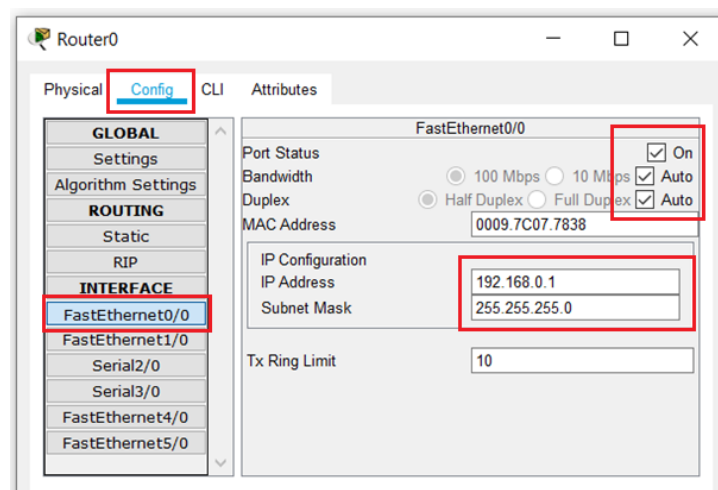 Router0
Physical Config CLI Attributes
GLOBAL
Settings
Algorithm Settings
ROUTING
Static
RIP
INTERFACE
FastEthernet0/0
FastEthernet1/0
Serial2/0
Serial3/0
FastEthernet4/0
FastEthernet5/0
FastEthernet0/0
Port Status On
Bandwidth 100 Mbps 10 Mbps Auto
Duplex Half Duplex Full Duplex Auto
MAC Address 0009.7C07.7838
IP Configuration
IP Address 192.168.0.1
Subnet Mask 255.255.255.0
Tx Ring Limit 10